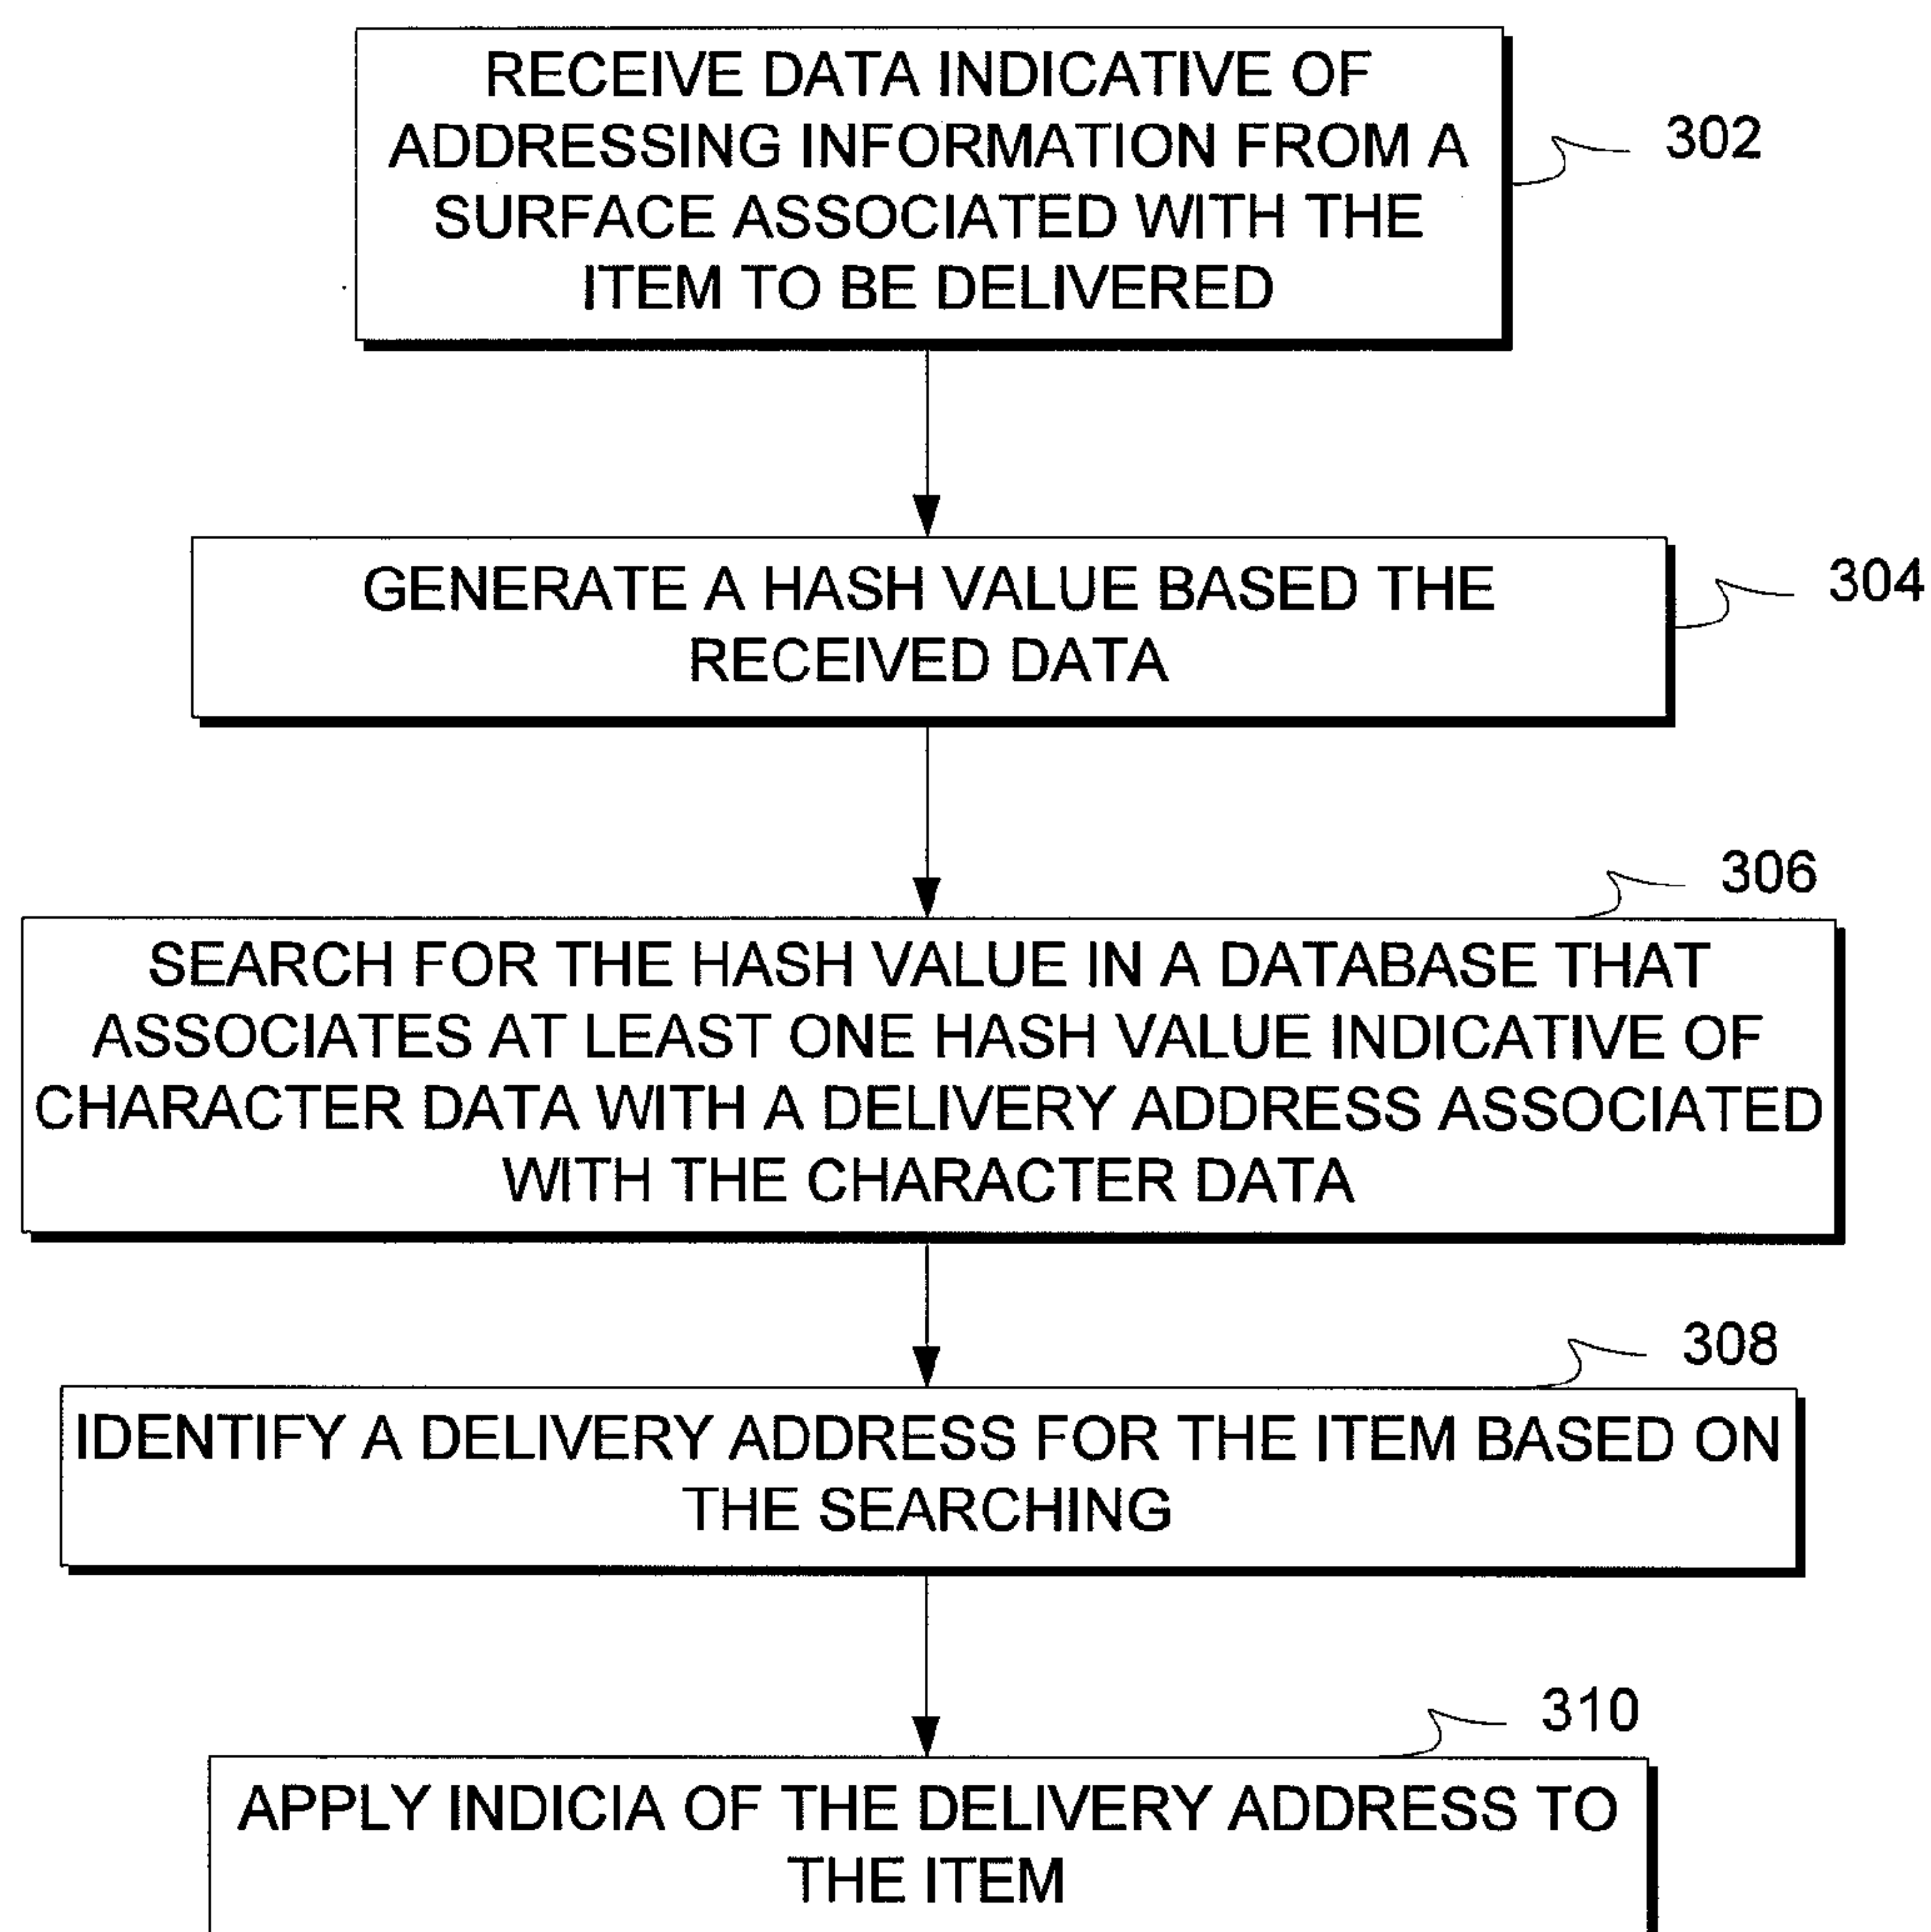 RECEIVE DATA INDICATIVE OF
ADDRESSING INFORMATION FROM A
SURFACE ASSOCIATED WITH THE
ITEM TO BE DELIVERED
302
GENERATE A HASH VALUE BASED THE
RECEIVED DATA
304
306
SEARCH FOR THE HASH VALUE IN A DATABASE THAT
ASSOCIATES AT LEAST ONE HASH VALUE INDICATIVE OF
CHARACTER DATA WITH A DELIVERY ADDRESS ASSOCIATED
WITH THE CHARACTER DATA
308
IDENTIFY A DELIVERY ADDRESS FOR THE ITEM BASED ON
THE SEARCHING
310
APPLY INDICIA OF THE DELIVERY ADDRESS TO
THE ITEM